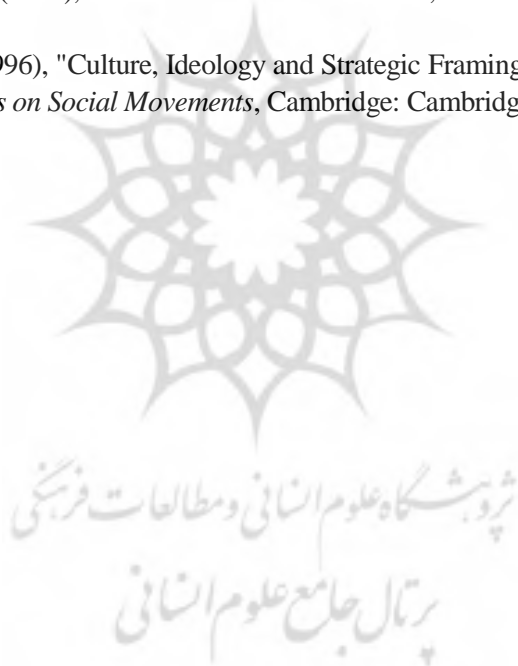 996), "Culture, Ideology and Strategic Framing
s on Social Movements, Cambridge: Cambridg
پژوهشگاه علوم انسانی و مطالعات فرهنگی
پرتال جامع علوم انسانی